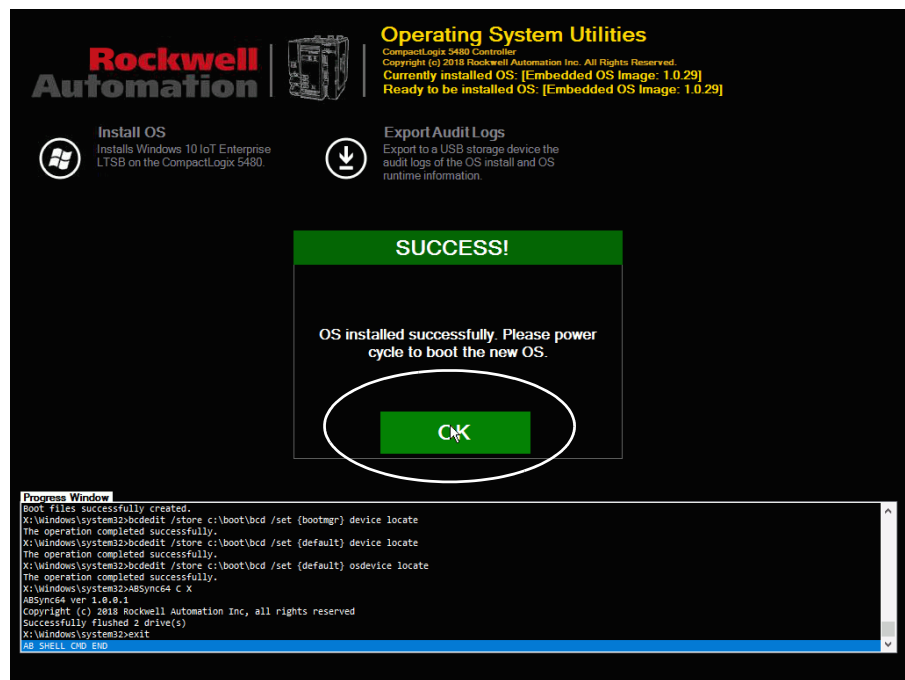 Rockwell
Automation
Operating System Utilities
CompactLogix 5480 Controller
Copyright (c) 2018 Rockwell Automation Inc. All Rights Reserved.
Currently installed OS: [Embedded OS Image: 1.0.29]
Ready to be installed OS: [Embedded OS Image: 1.0.29]
Install OS
Installs Windows 10 IoT Enterprise
LTSB on the CompactLogix 5480.
Export Audit Logs
Export to a USB storage device the
audit logs of the OS install and OS
runtime information.
SUCCESS!
OS installed successfully. Please power
cycle to boot the new OS.
OK
Progress Window
Boot files successfully created.
X:\Windows\system32>bcdedit /store c:\boot\bcd /set {bootmgr} device locate
The operation completed successfully.
X:\Windows\system32>bcdedit /store c:\boot\bcd /set {default} device locate
The operation completed successfully.
X:\Windows\system32>bcdedit /store c:\boot\bcd /set {default} osdevice locate
The operation completed successfully.
X:\Windows\system32>ABSync64 C X
ABSync64 ver 1.0.0.1
Copyright (c) 2018 Rockwell Automation Inc, all rights reserved
Successfully flushed 2 drive(s)
X:\Windows\system32>exit
AB SHELL CMD END